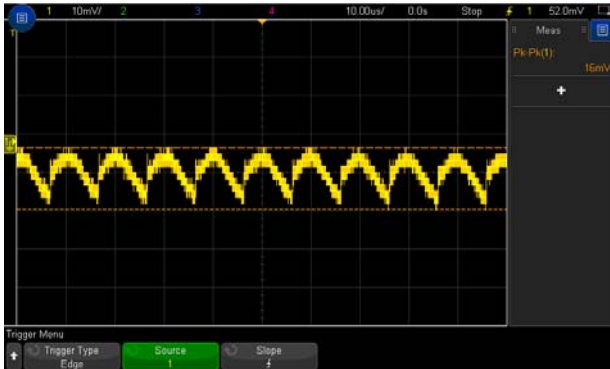 1 10mV/ 2 3 4 10.00us/ 0.0s Stop 1 52.0mV
T
Meas
Pk-Pk(1):
16mV
+
Trigger Menu
Trigger Type Source Slope
Edge 1